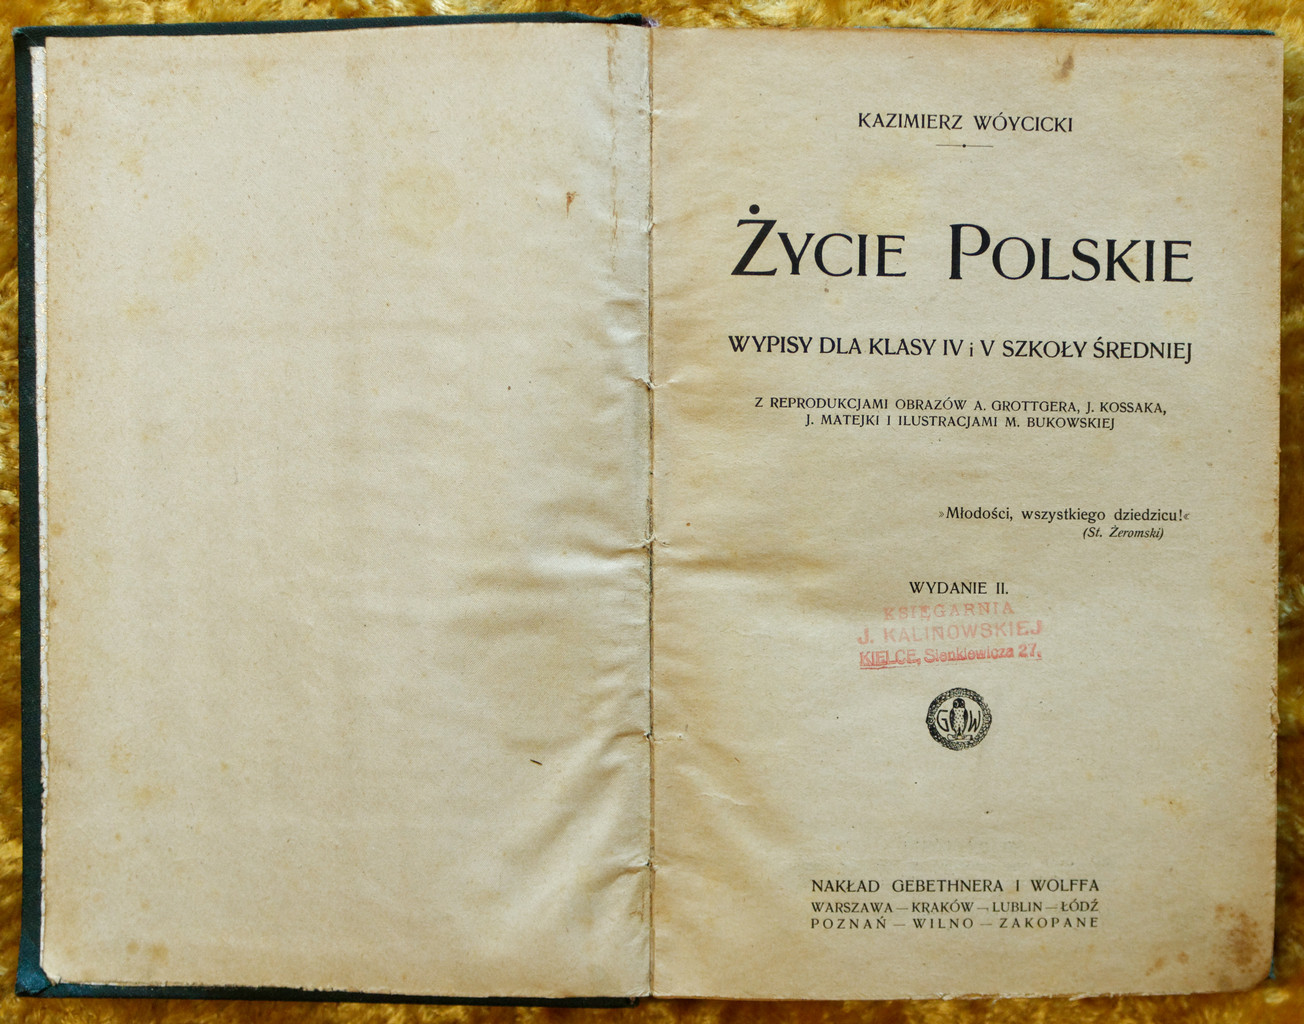 KAZIMIERZ WÓYCICKI
ŻYCIE POLSKIE
WYPISY DLA KLASY IV i V SZKOŁY ŚREDNIEJ
Z REPRODUKCJAMI OBRAZÓW A. GROTTGERA, J. KOSSAKA,
J. MATEJKI I ILUSTRACJAMI M. BUKOWSKIEJ
»Młodości, wszystkiego dziedzicu!«
(St. Żeromski)
WYDANIE II.
KSIĘGARNIA
J. KALINOWSKIEJ
KIELCE, Sienkiewicza 27.
G W
NAKŁAD GEBETHNERA I WOLFFA
WARSZAWA — KRAKÓW — LUBLIN — ŁÓDŹ
POZNAŃ — WILNO — ZAKOPANE